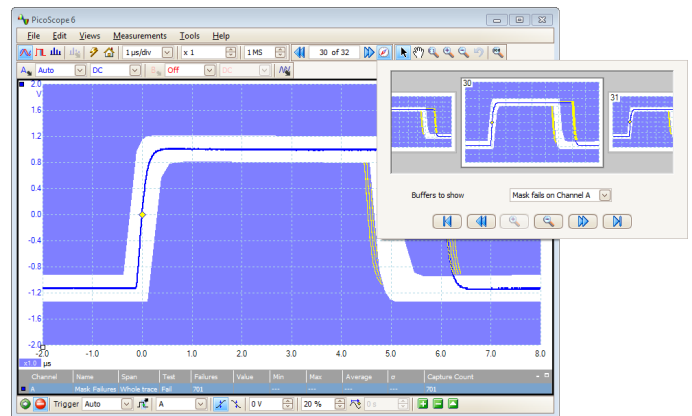 PicoScope 6
File Edit Views Measurements Tools Help
1 µs/div x 1 1 MS 30 of 32
A Auto DC B Off DC
2.0
V
1.6
1.2
0.8
0.4
0.0
-0.4
-0.8
-1.2
-1.6
-2.0
-2.0 -1.0 0.0 1.0 2.0 3.0 4.0 5.0 6.0 7.0 8.0
x1.0 µs
30
31
Buffers to show Mask fails on Channel A
Channel Name Span Test Failures Value Min Max Average σ Capture Count
A Mask Failures Whole trace Fail 701 --- --- --- --- 701
Trigger Auto A 0 V 20 % 0 s